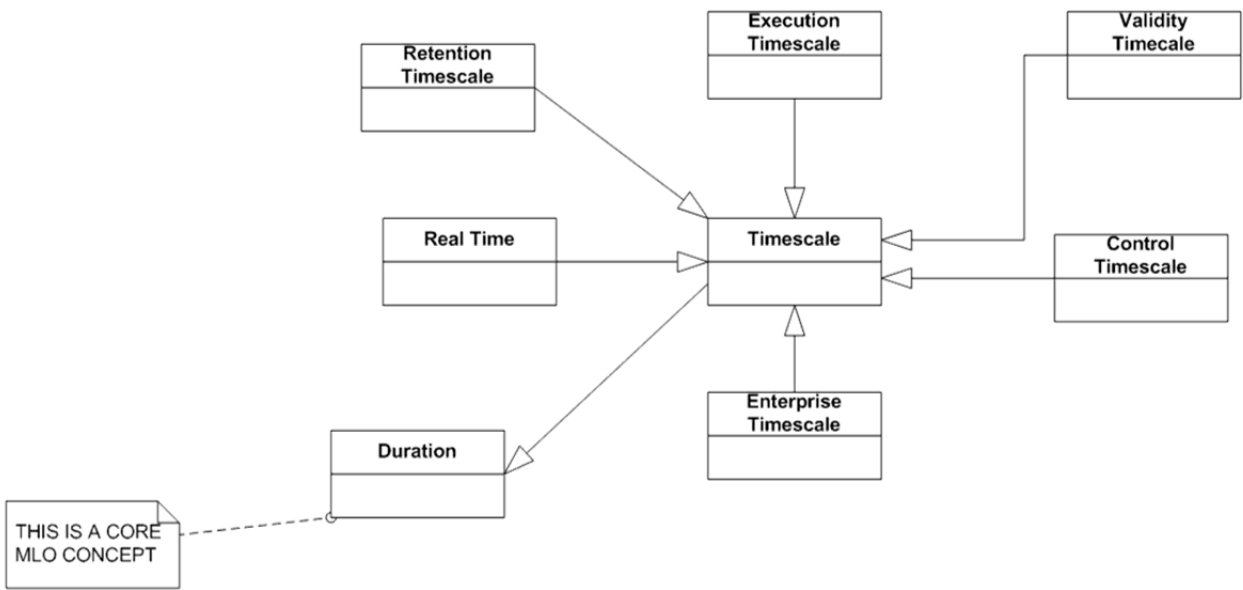 Execution
Timescale
Validity
Timecale
Retention
Timescale
Real Time
Timescale
Control
Timescale
Enterprise
Timescale
Duration
THIS IS A CORE
MLO CONCEPT